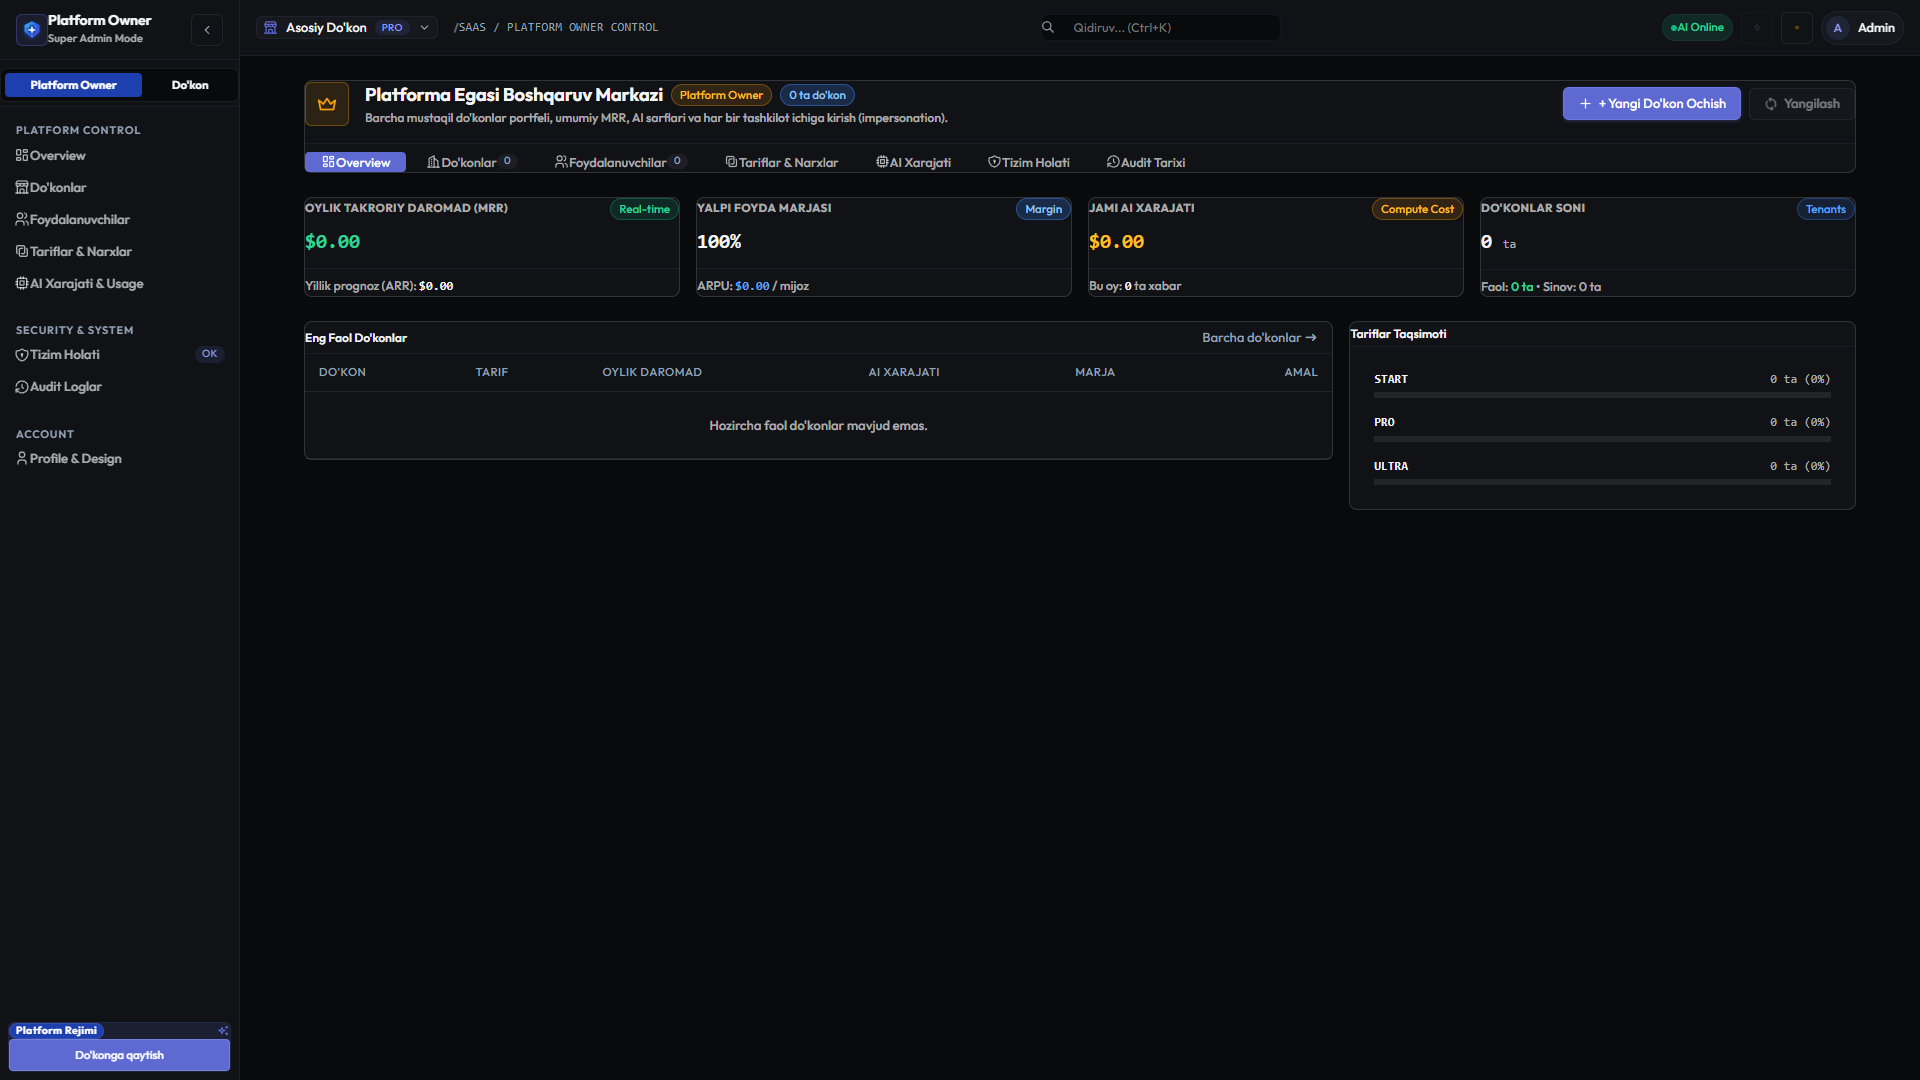 Platform Owner
Super Admin Mode
Platform Owner
Do'kon
PLATFORM CONTROL
Overview
Do'konlar
Foydalanuvchilar
Tariflar & Narxlar
AI Xarajati & Usage
SECURITY & SYSTEM
Tizim Holati OK
Audit Loglar
ACCOUNT
Profile & Design
Platform Rejimi
Do'konga qaytish
Asosiy Do'kon PRO
/SAAS / PLATFORM OWNER CONTROL
Qidiruv... (Ctrl+K)
AI Online
A Admin
Platforma Egasi Boshqaruv Markazi Platform Owner 0 ta do'kon
Barcha mustaqil do'konlar portfeli, umumiy MRR, AI sarflari va har bir tashkilot ichiga kirish (impersonation).
+ Yangi Do'kon Ochish
Yangilash
Overview
Do'konlar 0
Foydalanuvchilar 0
Tariflar & Narxlar
AI Xarajati
Tizim Holati
Audit Tarixi
OYLIK TAKRORIY DAROMAD (MRR) Real-time
$0.00
Yillik prognoz (ARR): $0.00
YALPI FOYDA MARJASI Margin
100%
ARPU: $0.00 / mijoz
JAMI AI XARAJATI Compute Cost
$0.00
Bu oy: 0 ta xabar
DO'KONLAR SONI Tenants
0 ta
Faol: 0 ta • Sinov: 0 ta
Eng Faol Do'konlar Barcha do'konlar →
DO'KON TARIF OYLIK DAROMAD AI XARAJATI MARJA AMAL
Hozircha faol do'konlar mavjud emas.
Tariflar Taqsimoti
START 0 ta (0%)
PRO 0 ta (0%)
ULTRA 0 ta (0%)